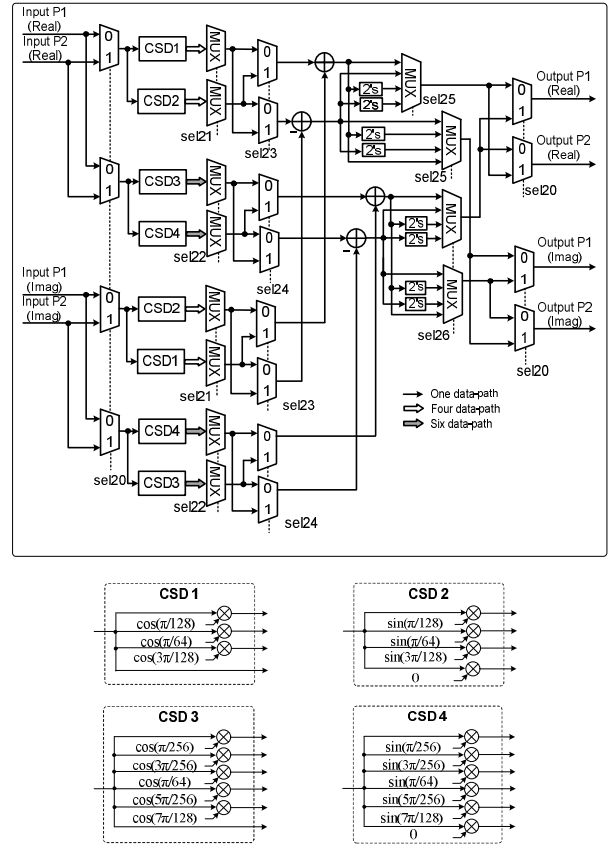 Input P1
(Real)
Input P2
(Real)
0
1
CSD1
MUX
CSD2
MUX
sel21
0
1
0
1
sel23
-
2's
2's
MUX
sel25
2's
2's
MUX
sel25
0
1
0
1
sel20
Output P1
(Real)
Output P2
(Real)
0
1
CSD3
MUX
CSD4
MUX
sel22
0
1
0
1
sel24
-
2's
2's
MUX
2's
2's
MUX
sel26
0
1
0
1
sel20
Output P1
(Imag)
Output P2
(Imag)
Input P1
(Imag)
Input P2
(Imag)
0
1
CSD2
MUX
CSD1
MUX
sel21
0
1
0
1
sel23
0
1
sel20
CSD4
MUX
CSD3
MUX
sel22
0
1
0
1
sel24
One data-path
Four data-path
Six data-path
CSD 1
cos(π/128)
cos(π/64)
cos(3π/128)
CSD 2
sin(π/128)
sin(π/64)
sin(3π/128)
0
CSD 3
cos(π/256)
cos(3π/256)
cos(π/64)
cos(5π/256)
cos(7π/128)
CSD 4
sin(π/256)
sin(3π/256)
sin(π/64)
sin(5π/256)
sin(7π/128)
0